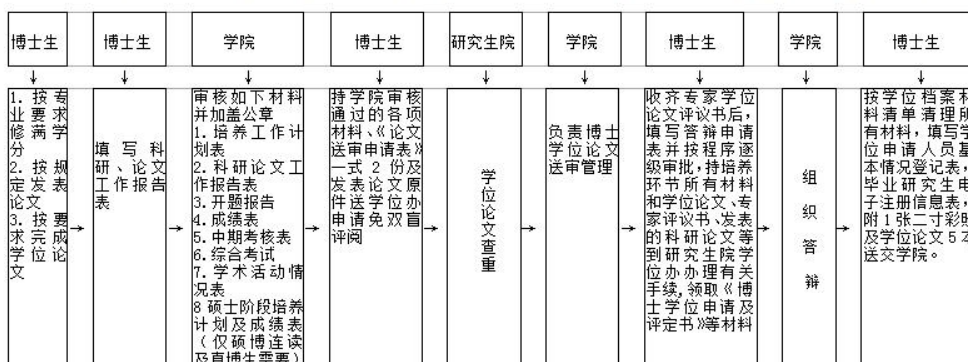 博士生
博士生
学院
博士生
研究生院
学院
博士生
学院
博士生
1. 按专
业要求
修满学
分
2. 按规
定发表
论文
3. 按要
求完成
学位论
文
填写科
研、论文
工作报告
表
审核如下材料
并加盖公章
1. 培养工作计
划表
2. 科研论文工
作报告表
3. 开题报告
4. 成绩表
5. 中期考核表
6. 综合考试
7. 学术活动情
况表
8 硕士阶段培养
计划及成绩表
(仅硕博连读
及直博生需要)
持学院审核
通过的各项
材料、《论文
送审申请表》
一式 2 份及
发表论文原
件送学位办
申请免双盲
评阅
学位论文查重
负责博士
学位论文
送审管理
收齐专家学位
论文评议书后,
填写答辩申请
表并按程序逐
级审批,持培养
环节所有材料
和学位论文、专
家评议书、发表
的科研论文等
到研究生院学
位办办理有关
手续,领取《博
士学位申请及
评定书》等材料
组织答辩
按学位档案材
料清单清理所
有材料,填写学
位申请人员基
本情况登记表,
毕业研究生电
子注册信息表,
附 1 张二寸彩照
及学位论文 5 本
送交学院。